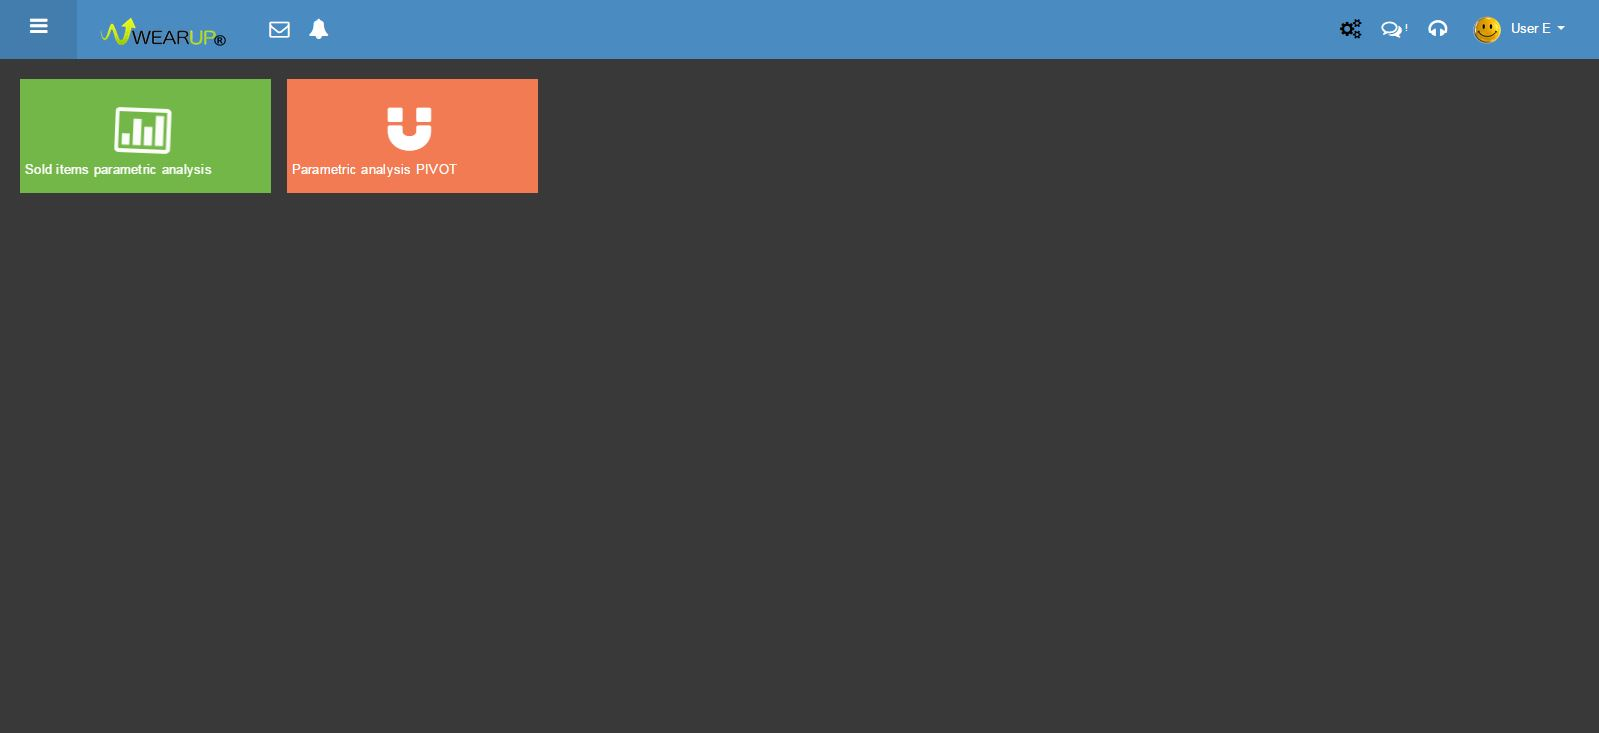 WEARUP®
!
User E
Sold items parametric analysis
Parametric analysis PIVOT